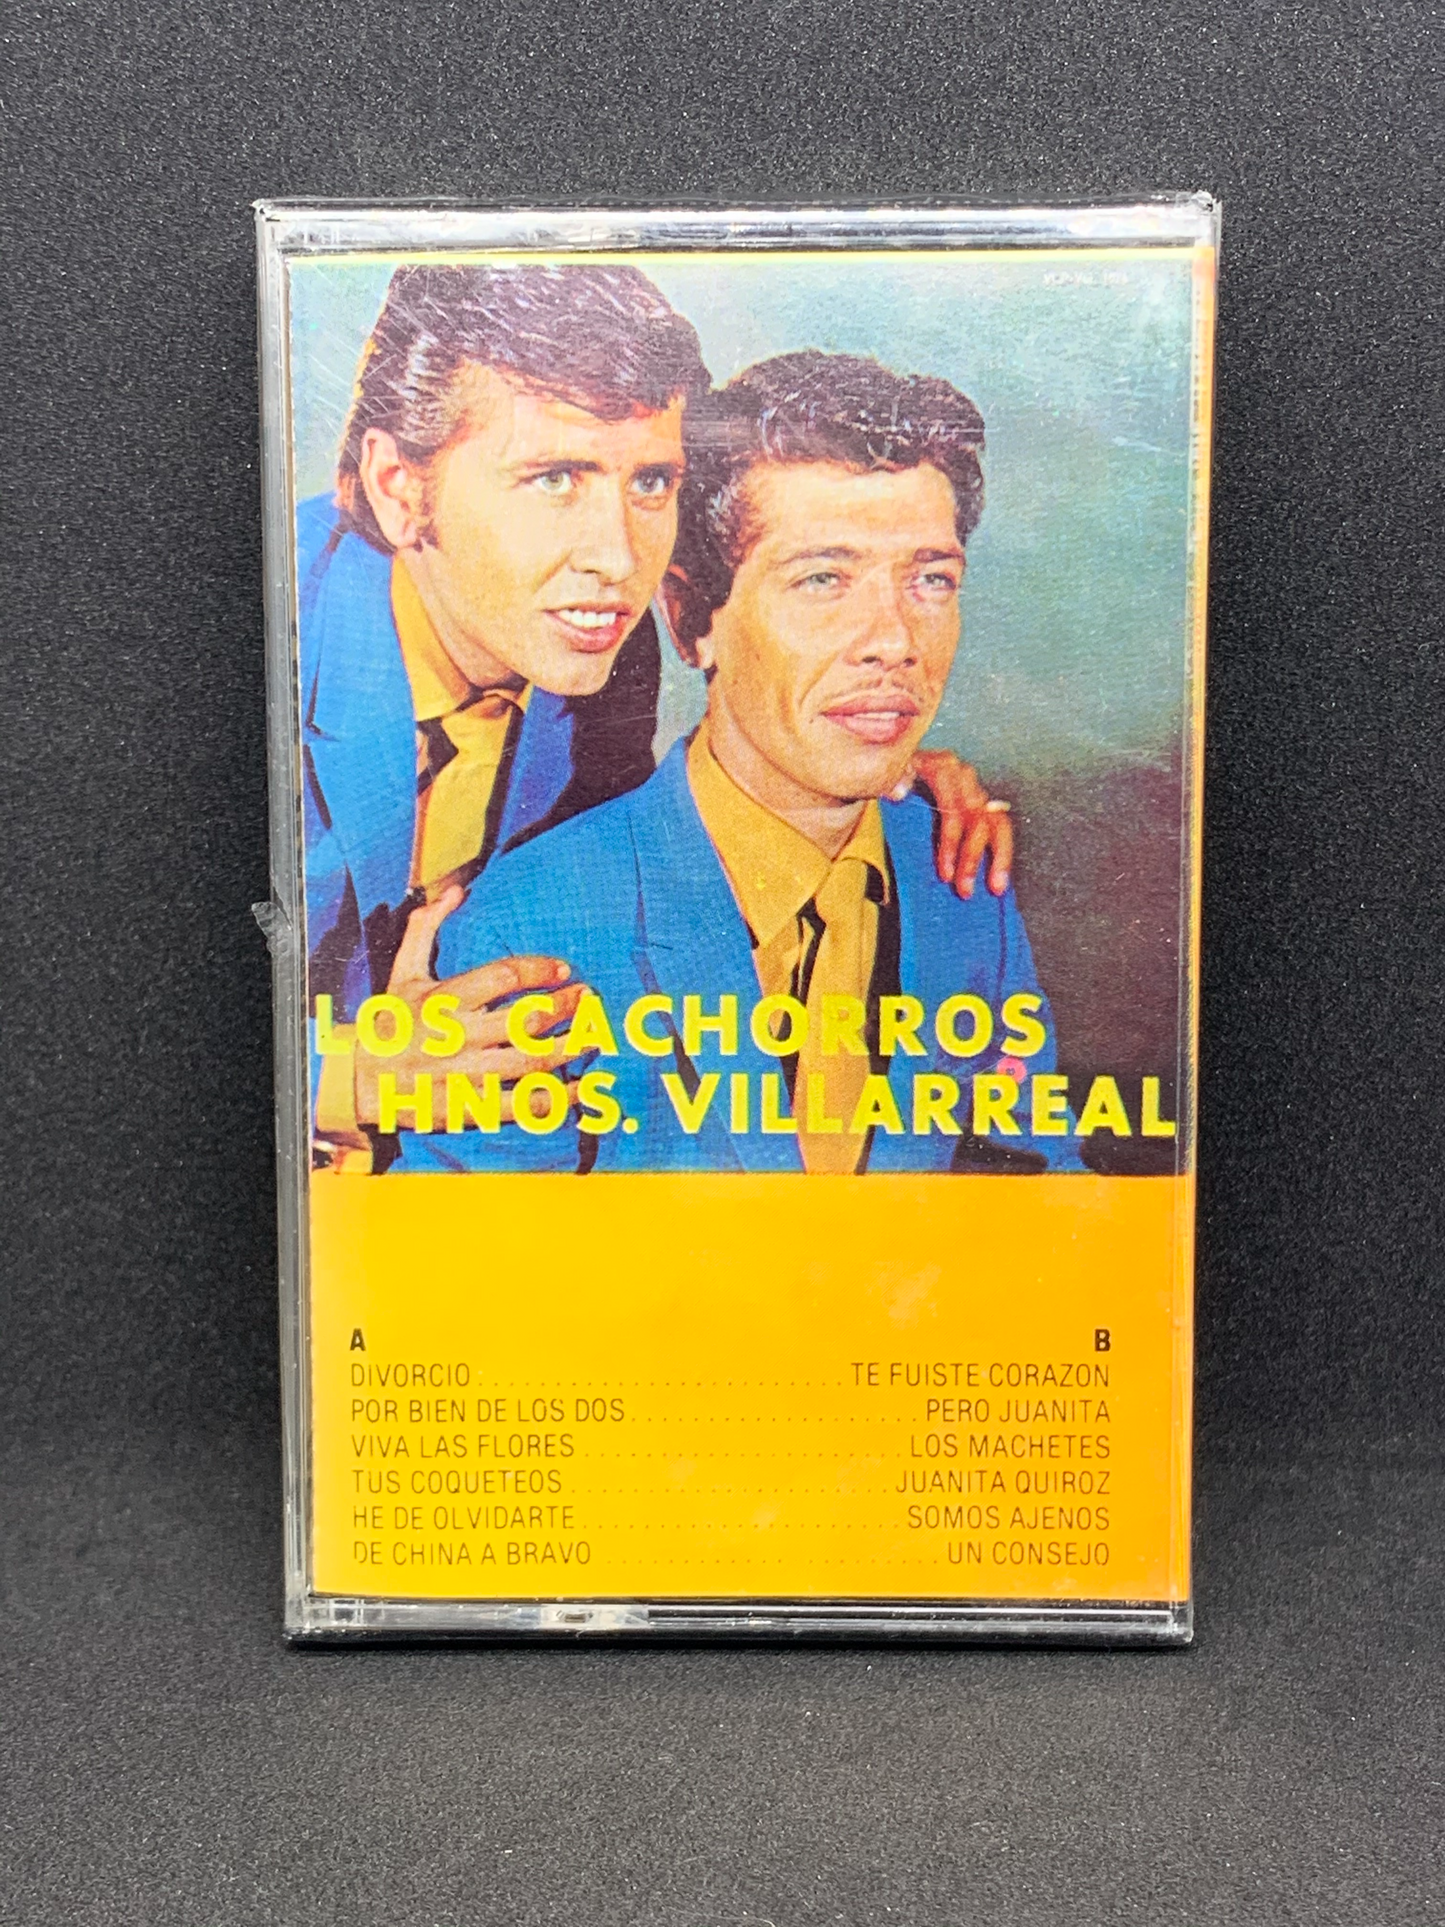 LOS CACHORROS
HNOS. VILLARREAL
A B
DIVORCIO TE FUISTE CORAZON
POR BIEN DE LOS DOS PERO JUANITA
VIVA LAS FLORES LOS MACHETES
TUS COQUETEOS JUANITA QUIROZ
HE DE OLVIDARTE SOMOS AJENOS
DE CHINA A BRAVO UN CONSEJO